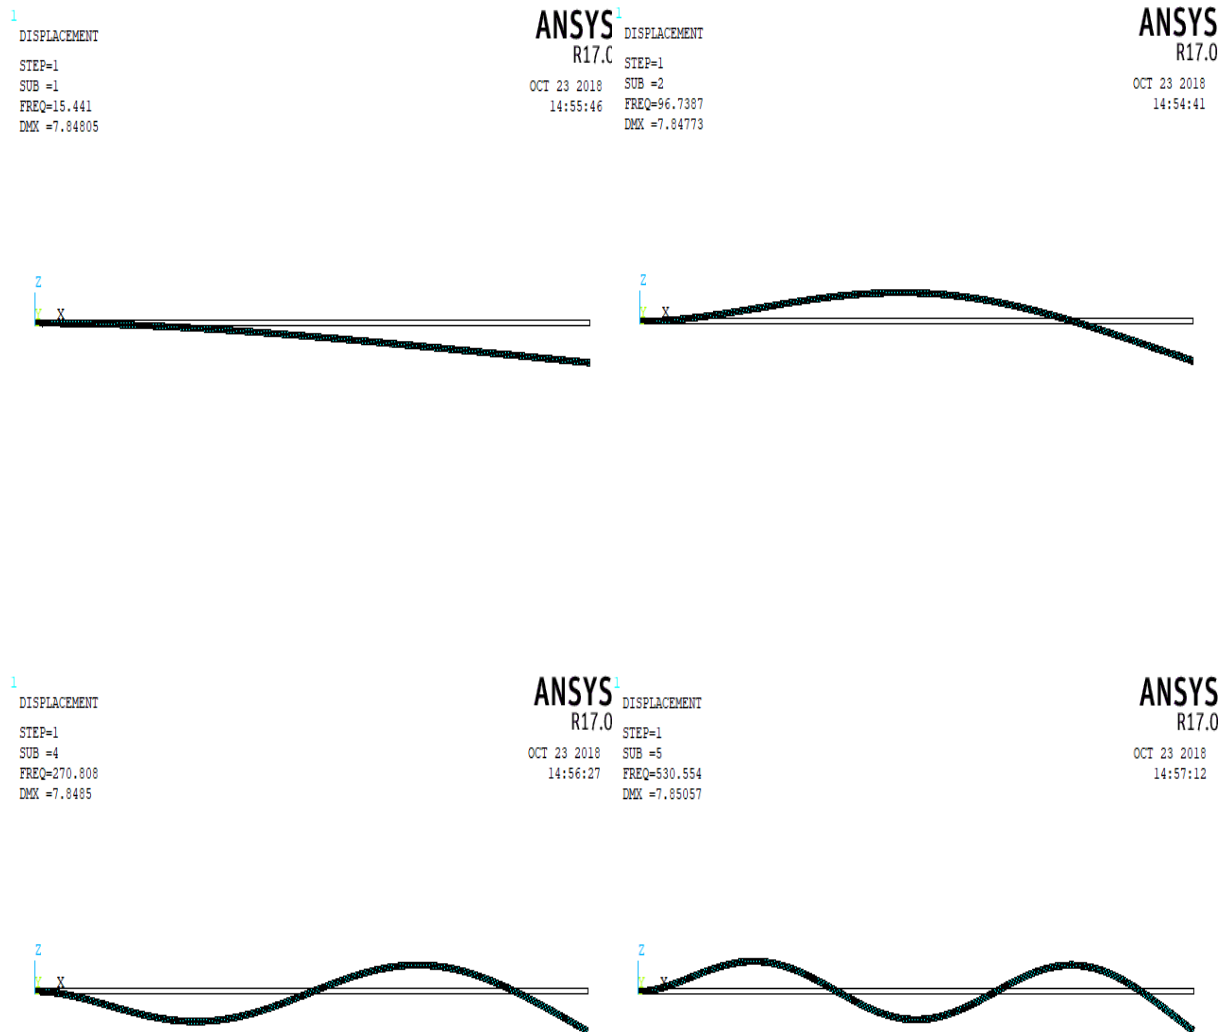 1
DISPLACEMENT
STEP=1
SUB =1
FREQ=15.441
DMX =7.84805
ANSYS
R17.0
OCT 23 2018
14:55:46
Z
Y
X
1
DISPLACEMENT
STEP=1
SUB =2
FREQ=96.7387
DMX =7.84773
ANSYS
R17.0
OCT 23 2018
14:54:41
Z
Y
X
1
DISPLACEMENT
STEP=1
SUB =4
FREQ=270.808
DMX =7.8485
ANSYS
R17.0
OCT 23 2018
14:56:27
Z
Y
X
1
DISPLACEMENT
STEP=1
SUB =5
FREQ=530.554
DMX =7.85057
ANSYS
R17.0
OCT 23 2018
14:57:12
Z
Y
X